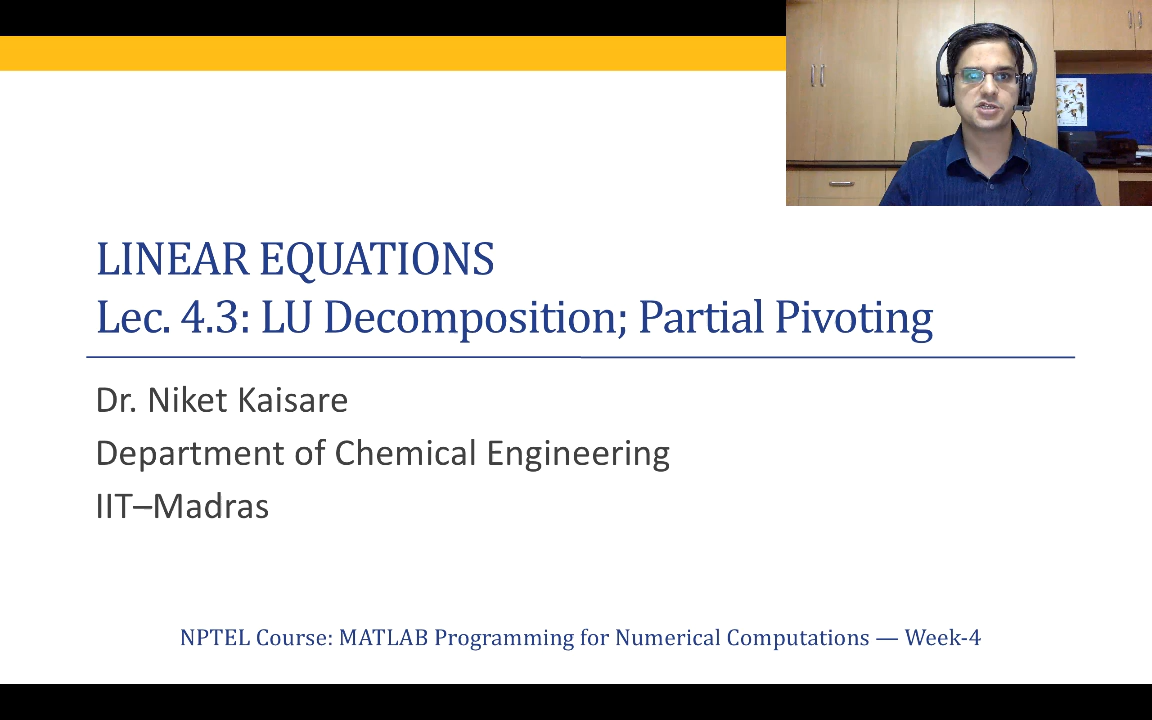 LINEAR EQUATIONS
Lec. 4.3: LU Decomposition; Partial Pivoting
Dr. Niket Kaisare
Department of Chemical Engineering
IIT–Madras
NPTEL Course: MATLAB Programming for Numerical Computations — Week-4